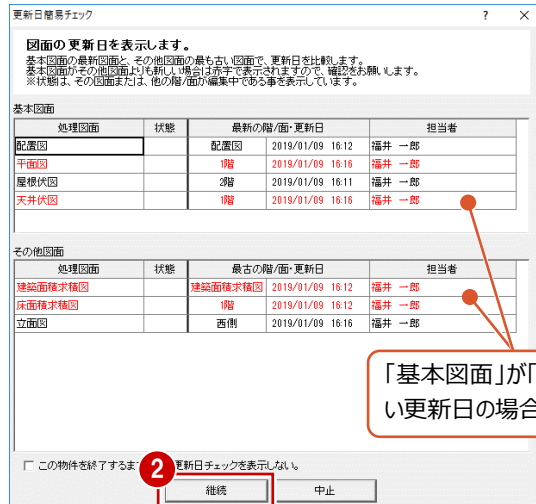 更新日簡易チェック ? ×
図面の更新日を表示します。
基本図面の最新図面と、その他図面の最も古い図面で、更新日を比較します。
基本図面がその他図面よりも新しい場合は赤字で表示されますので、確認をお願いします。
※状態は、その図面または、他の階/面が編集中である事を表示しています。
基本図面
処理図面 状態 最新の階/面・更新日 担当者
配置図 配置図 2019/01/09 16:12 福井 一郎
平面図 1階 2019/01/09 16:16 福井 一郎
屋根伏図 2階 2019/01/09 16:11 福井 一郎
天井伏図 1階 2019/01/09 16:16 福井 一郎
その他図面
処理図面 状態 最古の階/面・更新日 担当者
建築面積求積図 建築面積求積図 2019/01/09 16:12 福井 一郎
床面積求積図 1階 2019/01/09 16:12 福井 一郎
立面図 西側 2019/01/09 16:16 福井 一郎
「基本図面」が「
い更新日の場合
この物件を終了するま 更新日チェックを表示しない。
2
継続 中止